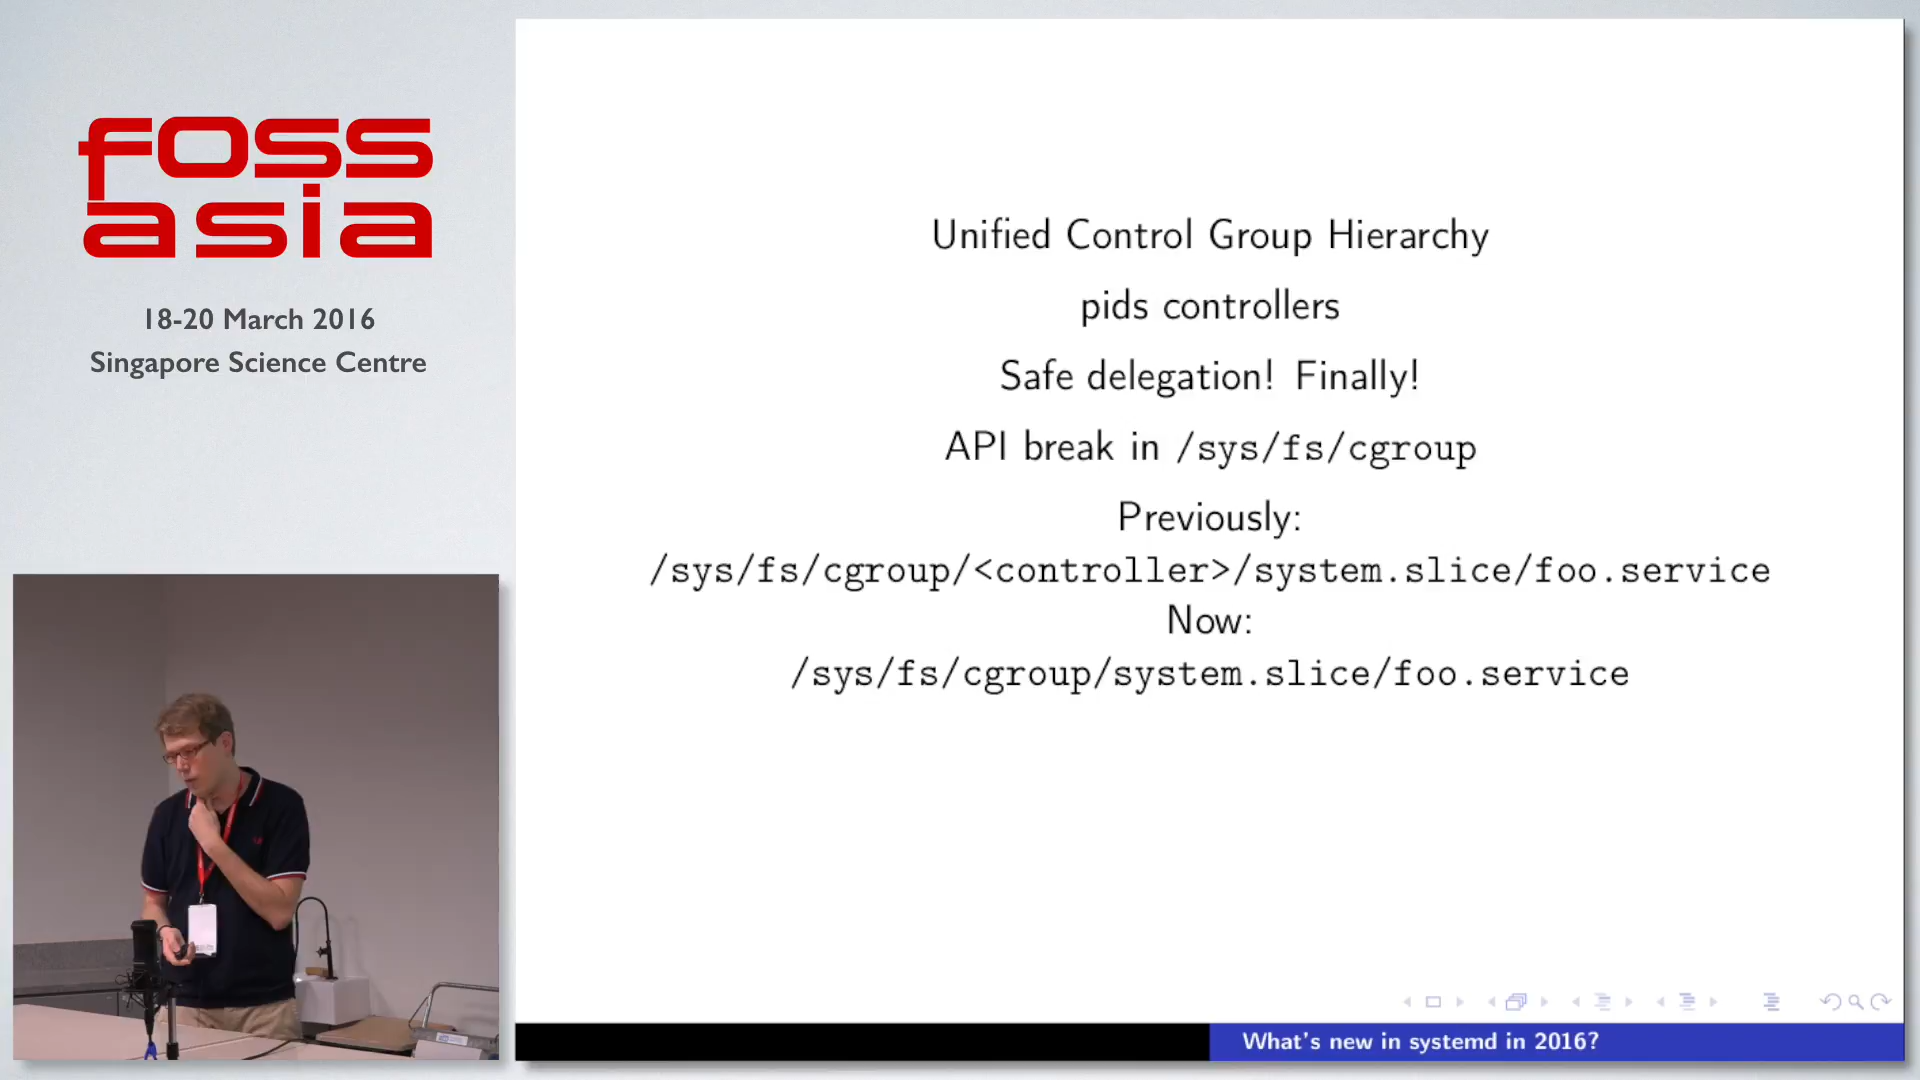 foss
asia
18-20 March 2016
Singapore Science Centre
Unified Control Group Hierarchy
pids controllers
Safe delegation! Finally!
API break in /sys/fs/cgroup
Previously:
/sys/fs/cgroup/<controller>/system.slice/foo.service
Now:
/sys/fs/cgroup/system.slice/foo.service
What's new in systemd in 2016?